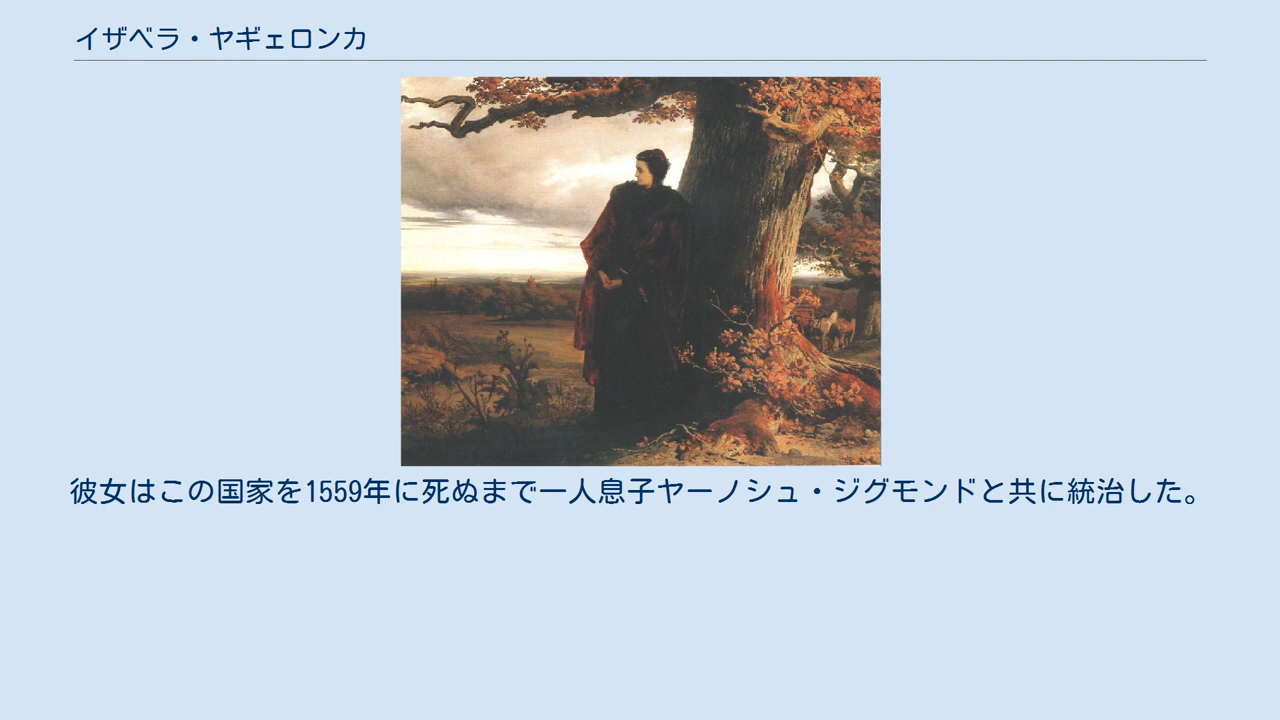 イザベラ・ヤギェロンカ
彼女はこの国家を1559年に死ぬまで一人息子ヤーノシュ・ジグモンドと共に統治した。